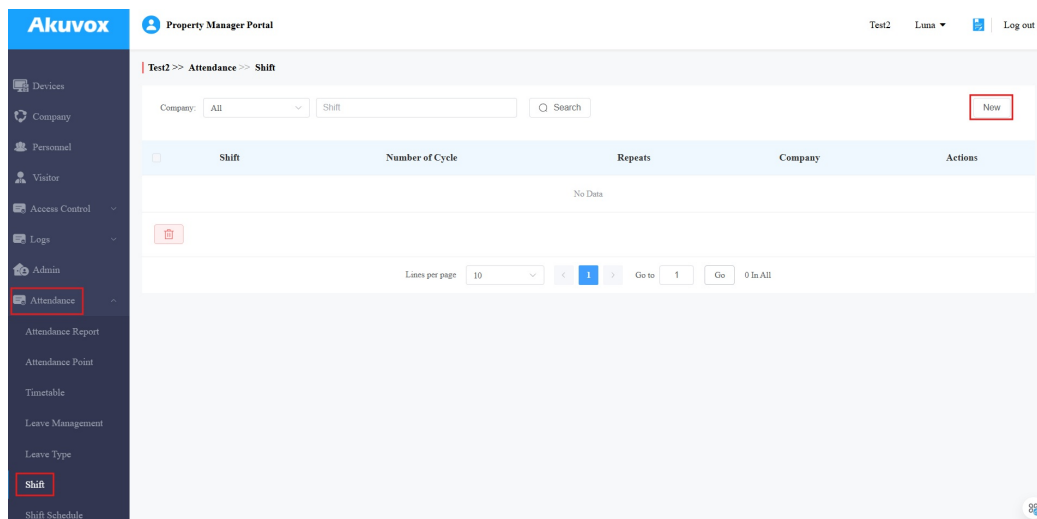 Akuvox
Property Manager Portal
Test2
Luna
Log out
Test2 >> Attendance >> Shift
Devices
Company
Personnel
Visitor
Access Control
Logs
Admin
Attendance
Attendance Report
Attendance Point
Timetable
Leave Management
Leave Type
Shift
Shift Schedule
Company: All Shift Search New
Shift Number of Cycle Repeats Company Actions
No Data
Lines per page 10 < 1 > Go to 1 Go 0 In All